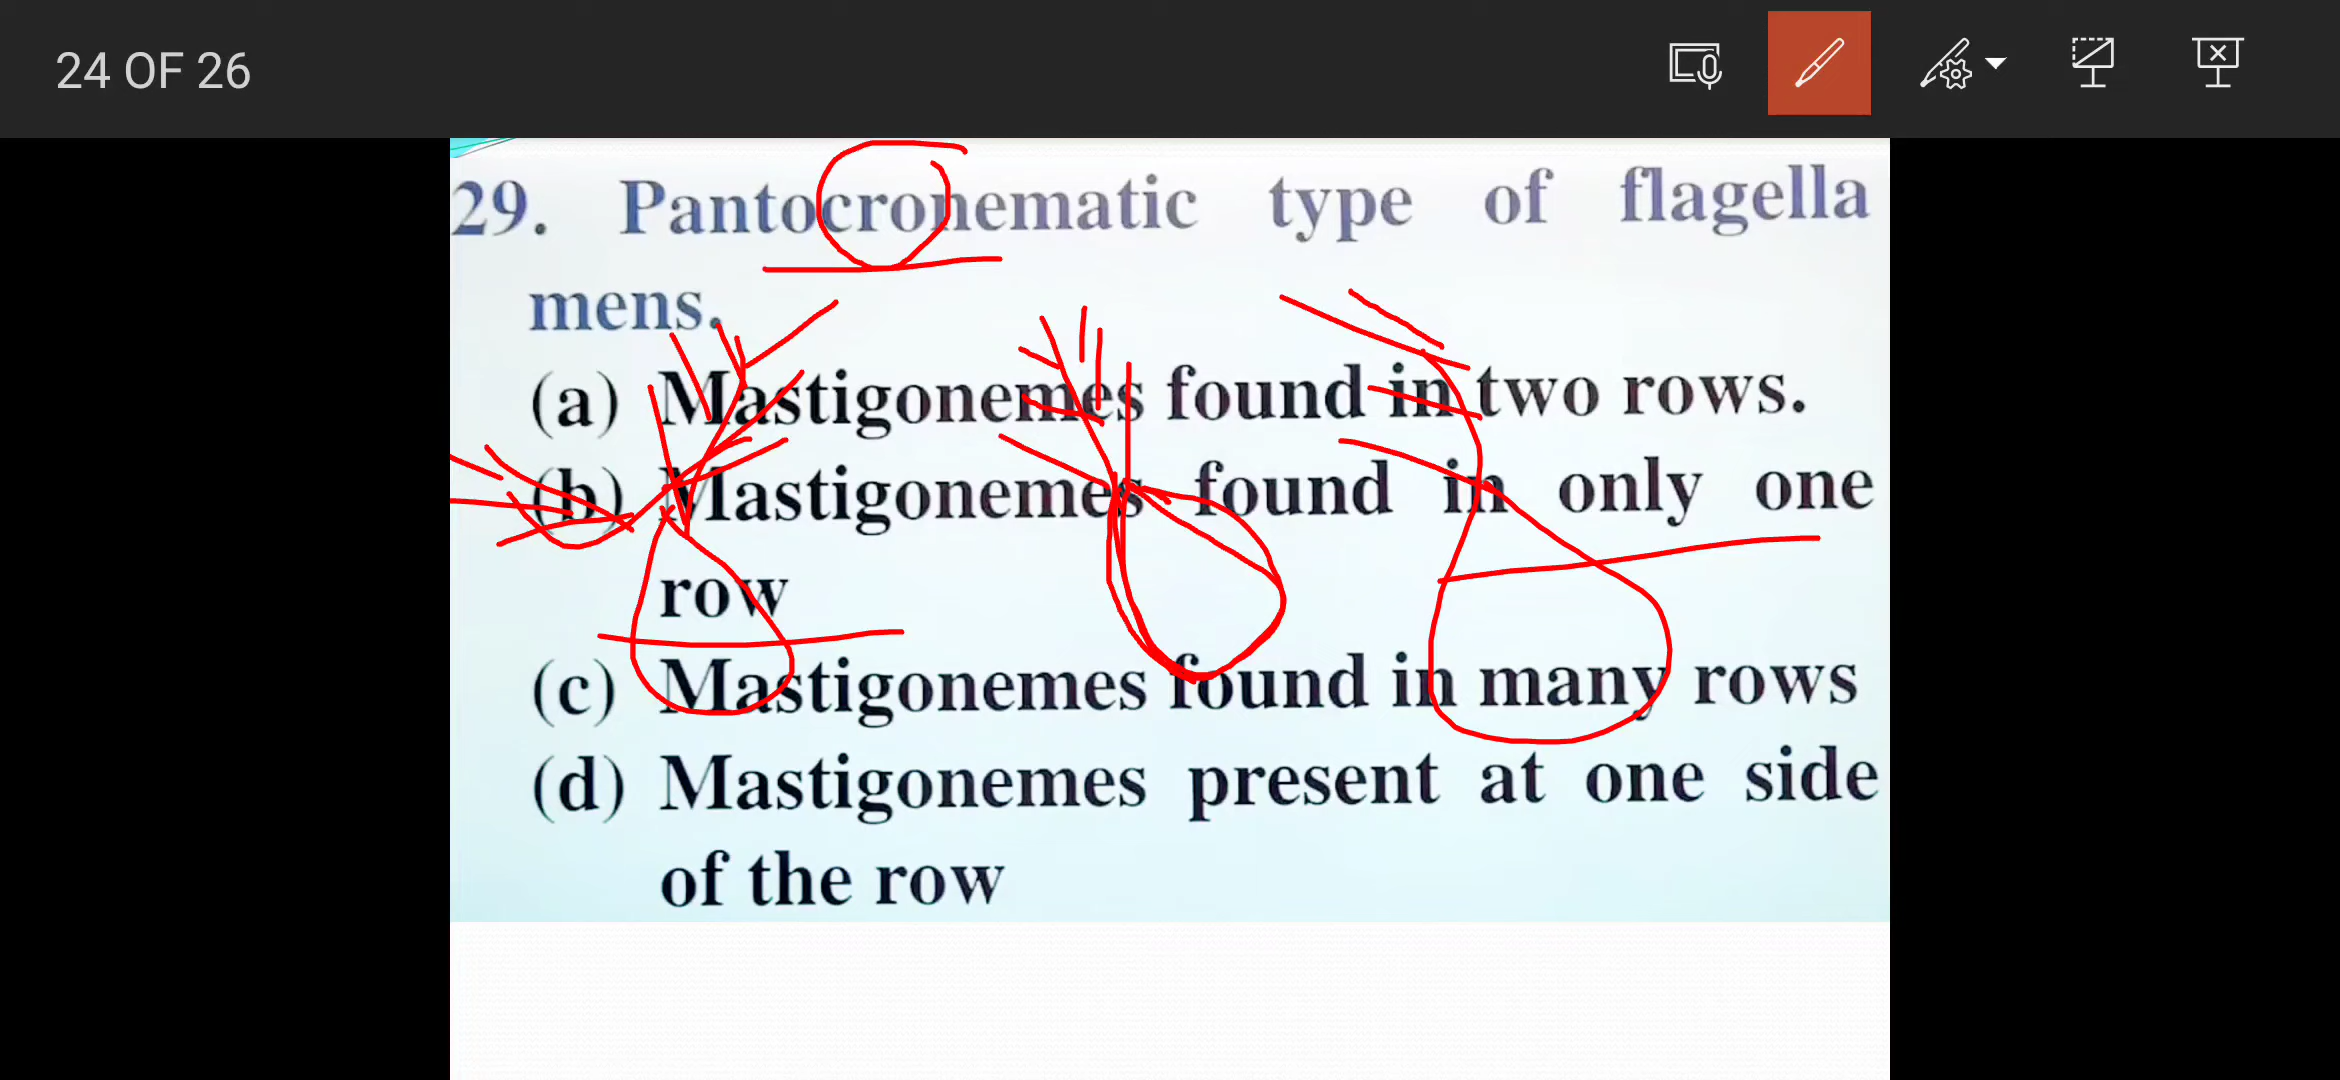 24 OF 26
29. Pantocronematic type of flagella
mens.
(a) Mastigonemes found in two rows.
(b) Mastigonemes found in only one
row
(c) Mastigonemes found in many rows
(d) Mastigonemes present at one side
of the row